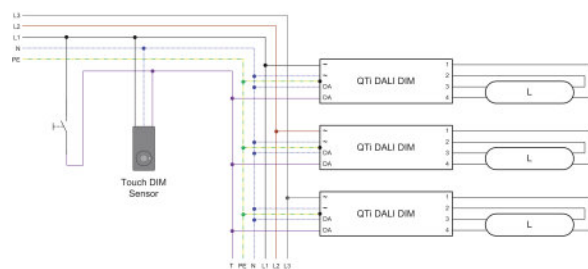 L3
L2
L1
N
PE
~
~
DA
DA
QTi DALI DIM
1
2
3
4
L
~
~
DA
DA
QTi DALI DIM
1
2
3
4
L
~
~
DA
DA
QTi DALI DIM
1
2
3
4
L
Touch DIM
Sensor
T PE N L1 L2 L3